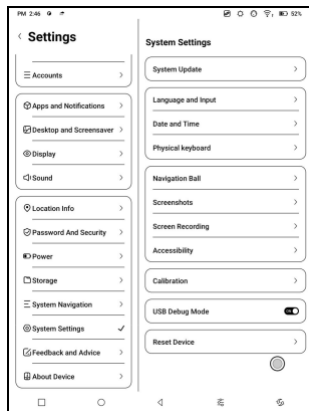 PM 2:46
52%
Settings
Accounts
Apps and Notifications
Desktop and Screensaver
Display
Sound
Location Info
Password And Security
Power
Storage
System Navigation
System Settings
Feedback and Advice
About Device
System Settings
System Update
Language and Input
Date and Time
Physical keyboard
Navigation Ball
Screenshots
Screen Recording
Accessibility
Calibration
USB Debug Mode
Reset Device